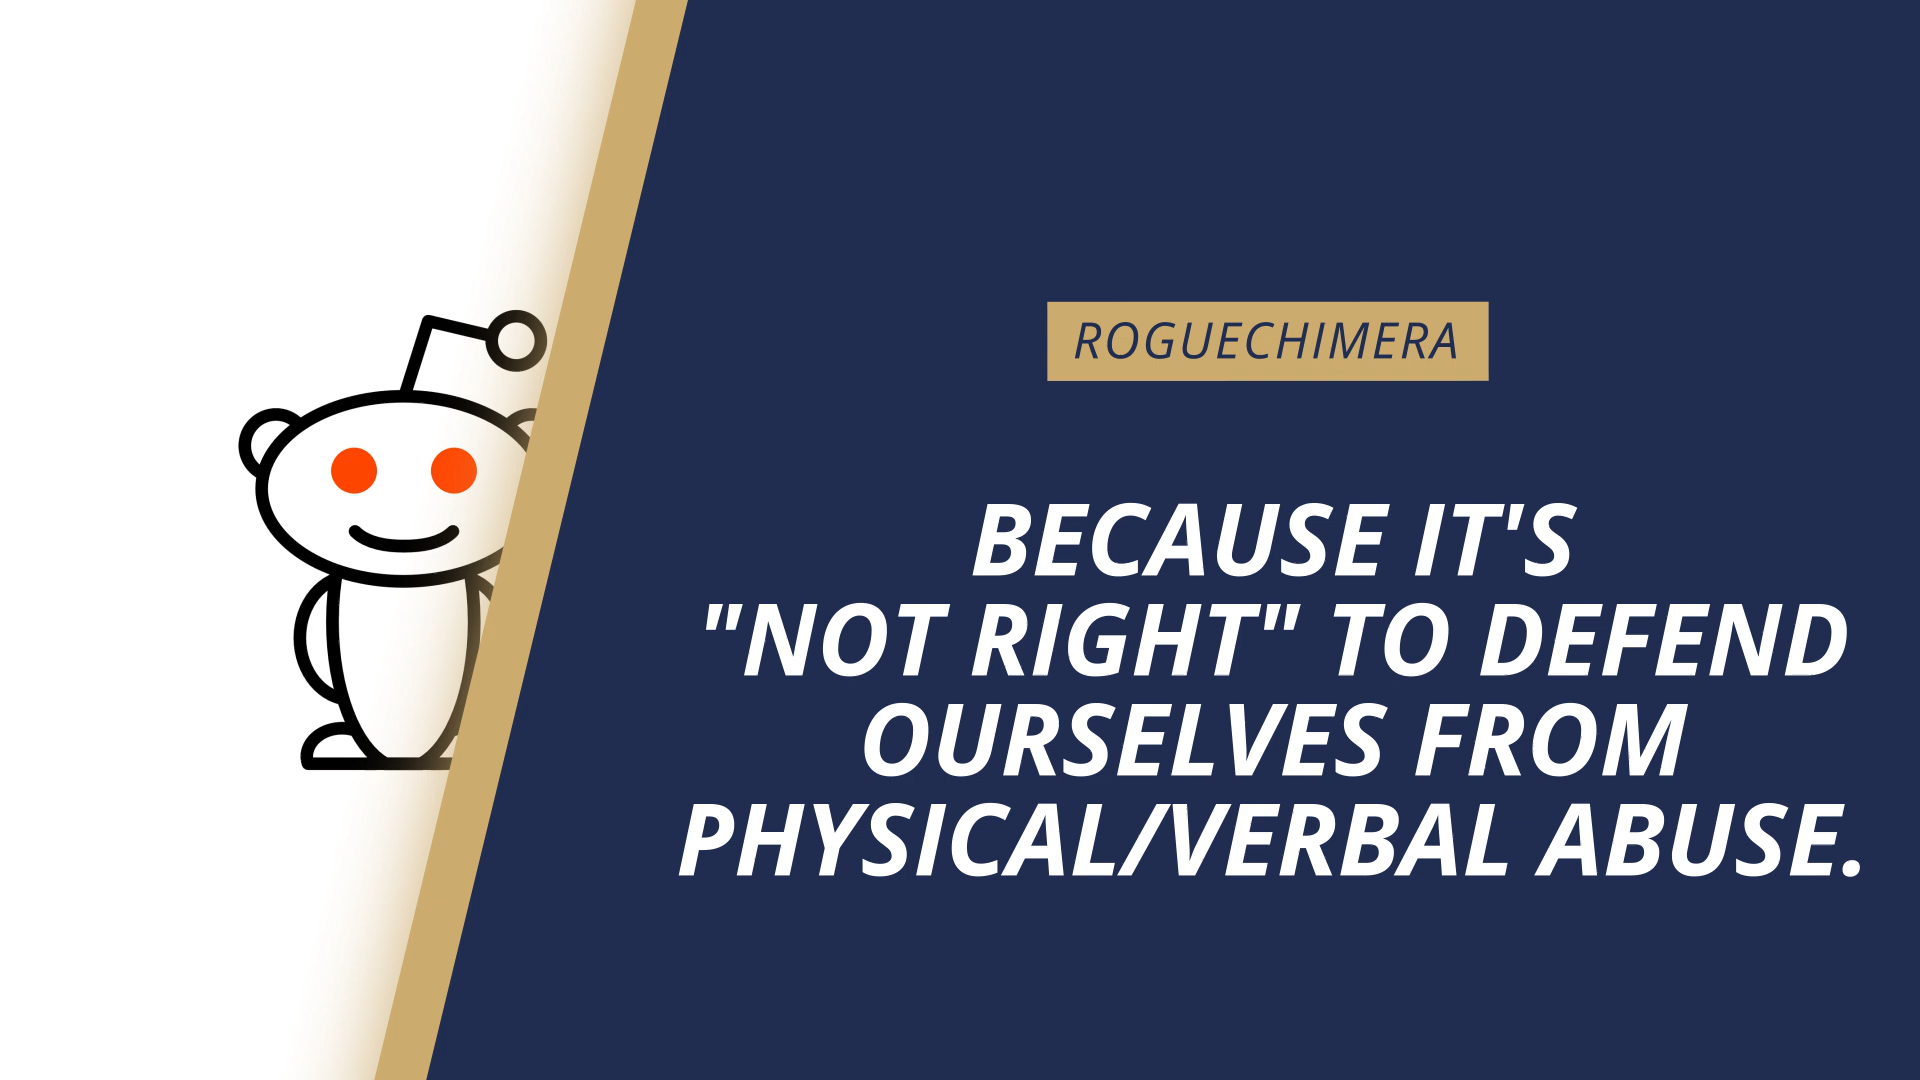 ROGUECHIMERA
BECAUSE IT'S
"NOT RIGHT" TO DEFEND
OURSELVES FROM
PHYSICAL/VERBAL ABUSE.